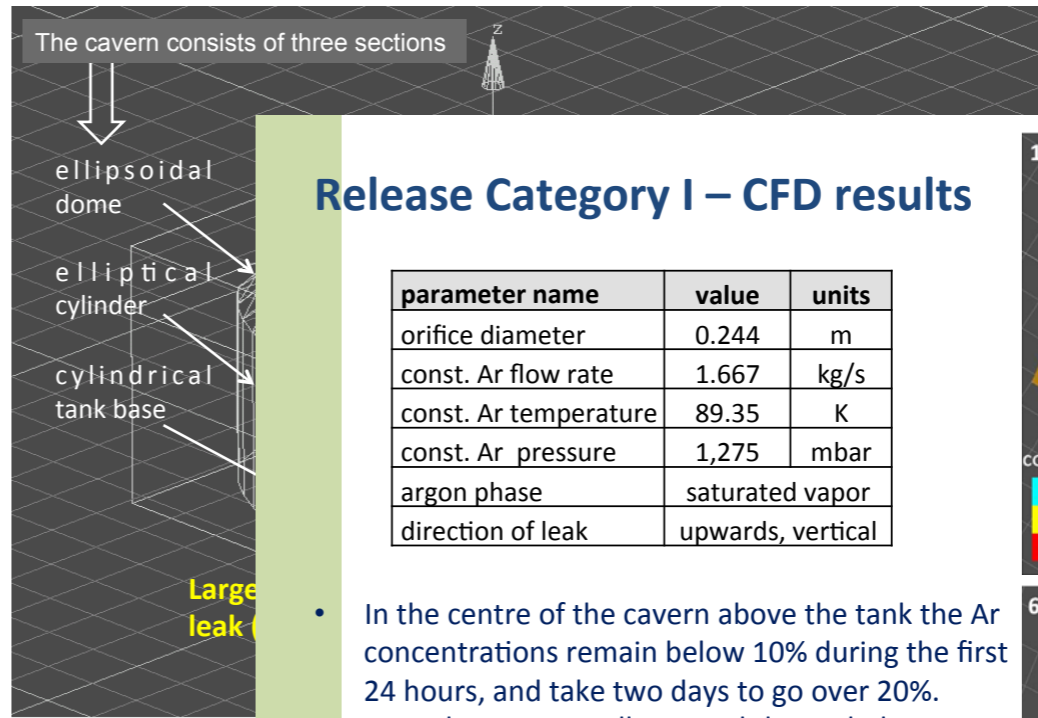 The cavern consists of three sections
z
ellipsoidal
dome
elliptical
cylinder
cylindrical
tank base
Large
leak (
Release Category I – CFD results
parameter name value units
orifice diameter 0.244 m
const. Ar flow rate 1.667 kg/s
const. Ar temperature 89.35 K
const. Ar pressure 1,275 mbar
argon phase saturated vapor
direction of leak upwards, vertical
• In the centre of the cavern above the tank the Ar
concentrations remain below 10% during the first
24 hours, and take two days to go over 20%.
1
co
6